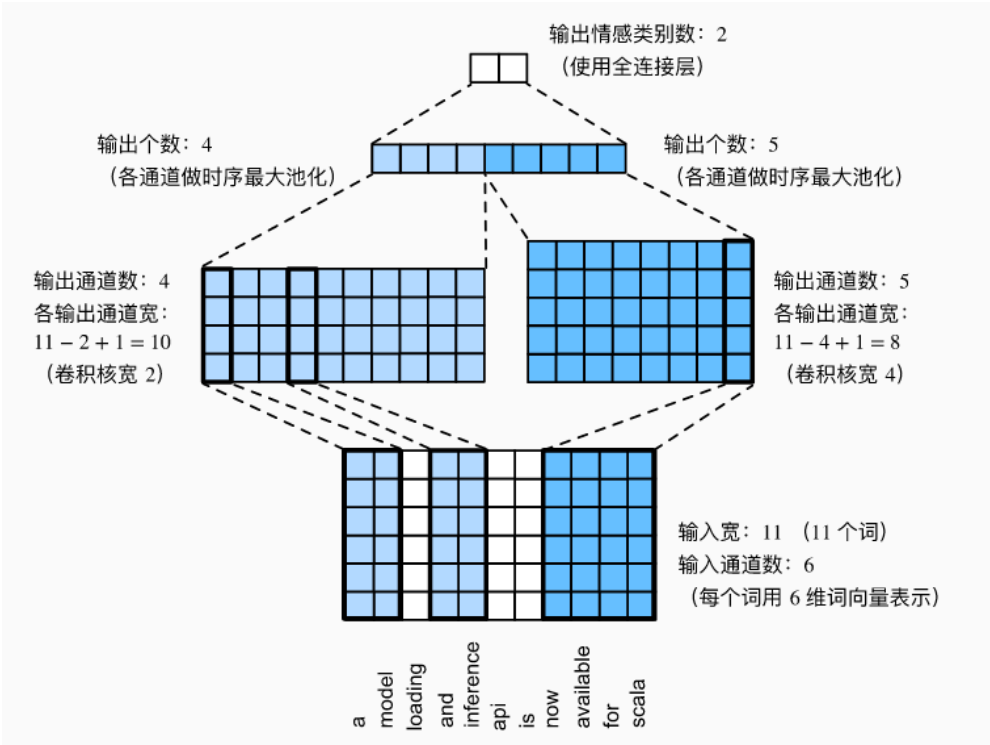 输出情感类别数：2
（使用全连接层）
输出个数：4
（各通道做时序最大池化）
输出个数：5
（各通道做时序最大池化）
输出通道数：4
各输出通道宽：
11 − 2 + 1 = 10
（卷积核宽 2）
输出通道数：5
各输出通道宽：
11 − 4 + 1 = 8
（卷积核宽 4）
输入宽：11 （11 个词）
输入通道数：6
（每个词用 6 维词向量表示）
a
model
loading
and
inference
api
is
now
available
for
scala